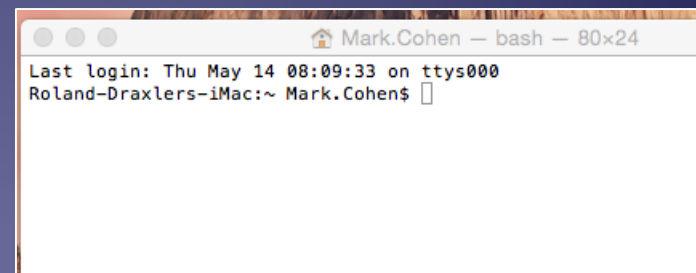 Mark.Cohen — bash — 80×24
Last login: Thu May 14 08:09:33 on ttys000
Roland-Draxlers-iMac:~ Mark.Cohen$